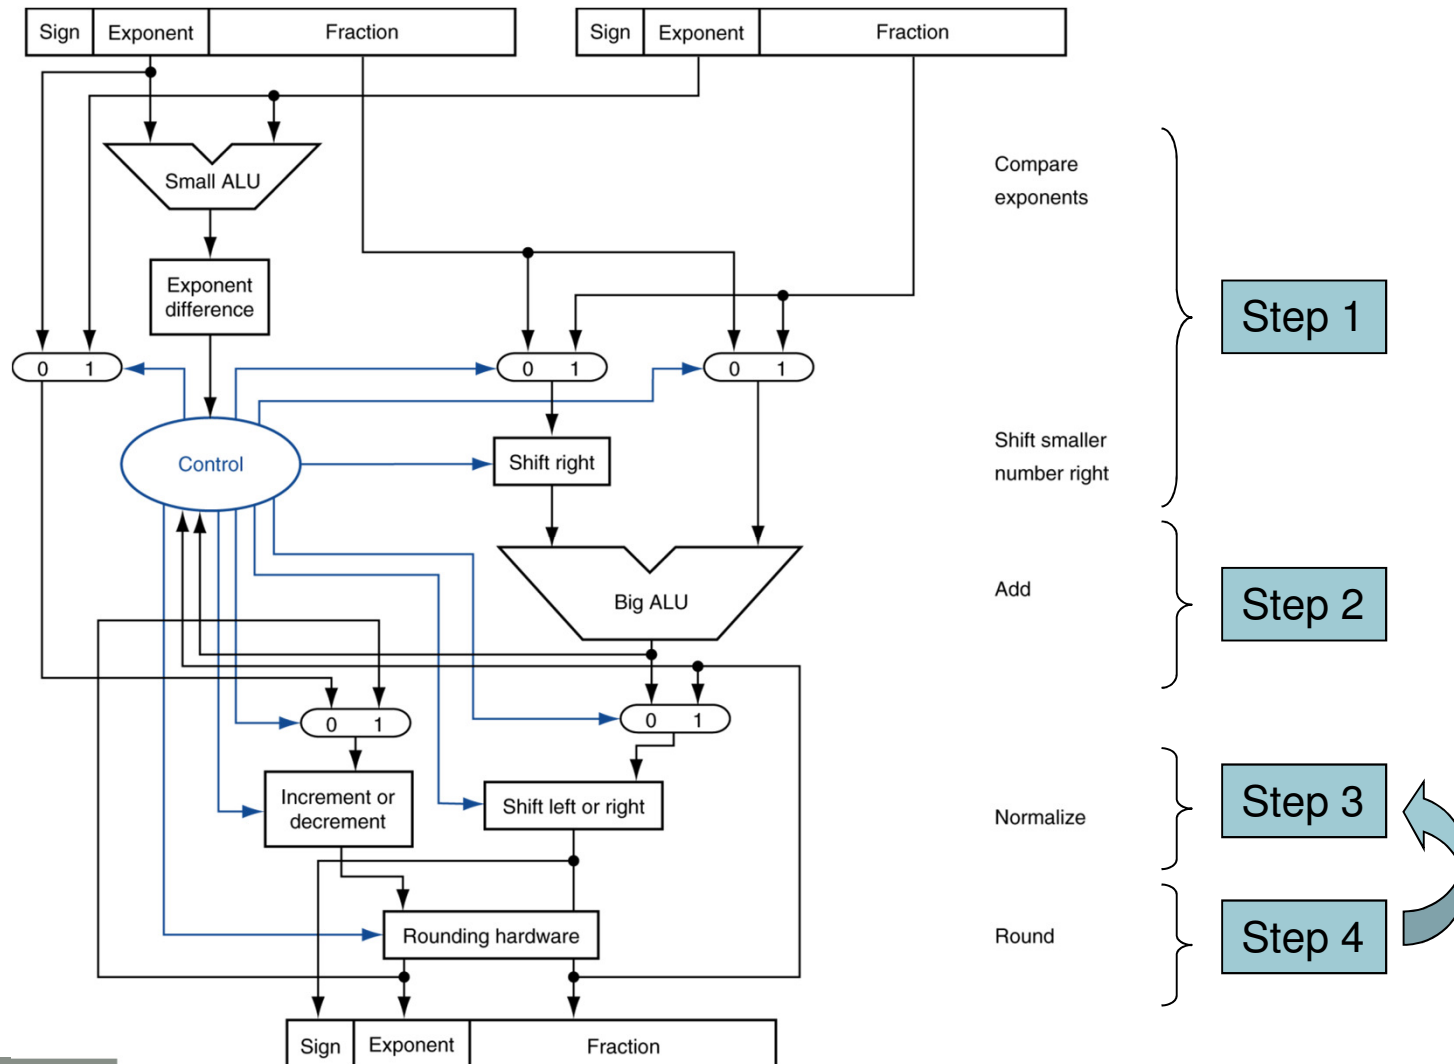 Sign Exponent Fraction Sign Exponent Fraction
Compare
exponents
Small ALU
Exponent
difference
Step 1
0 1 0 1 0 1
Shift smaller
number right
Control
Shift right
Add
Big ALU
Step 2
0 1 0 1
Increment or
decrement
Shift left or right
Normalize
Step 3
Rounding hardware
Round
Step 4
Sign Exponent Fraction